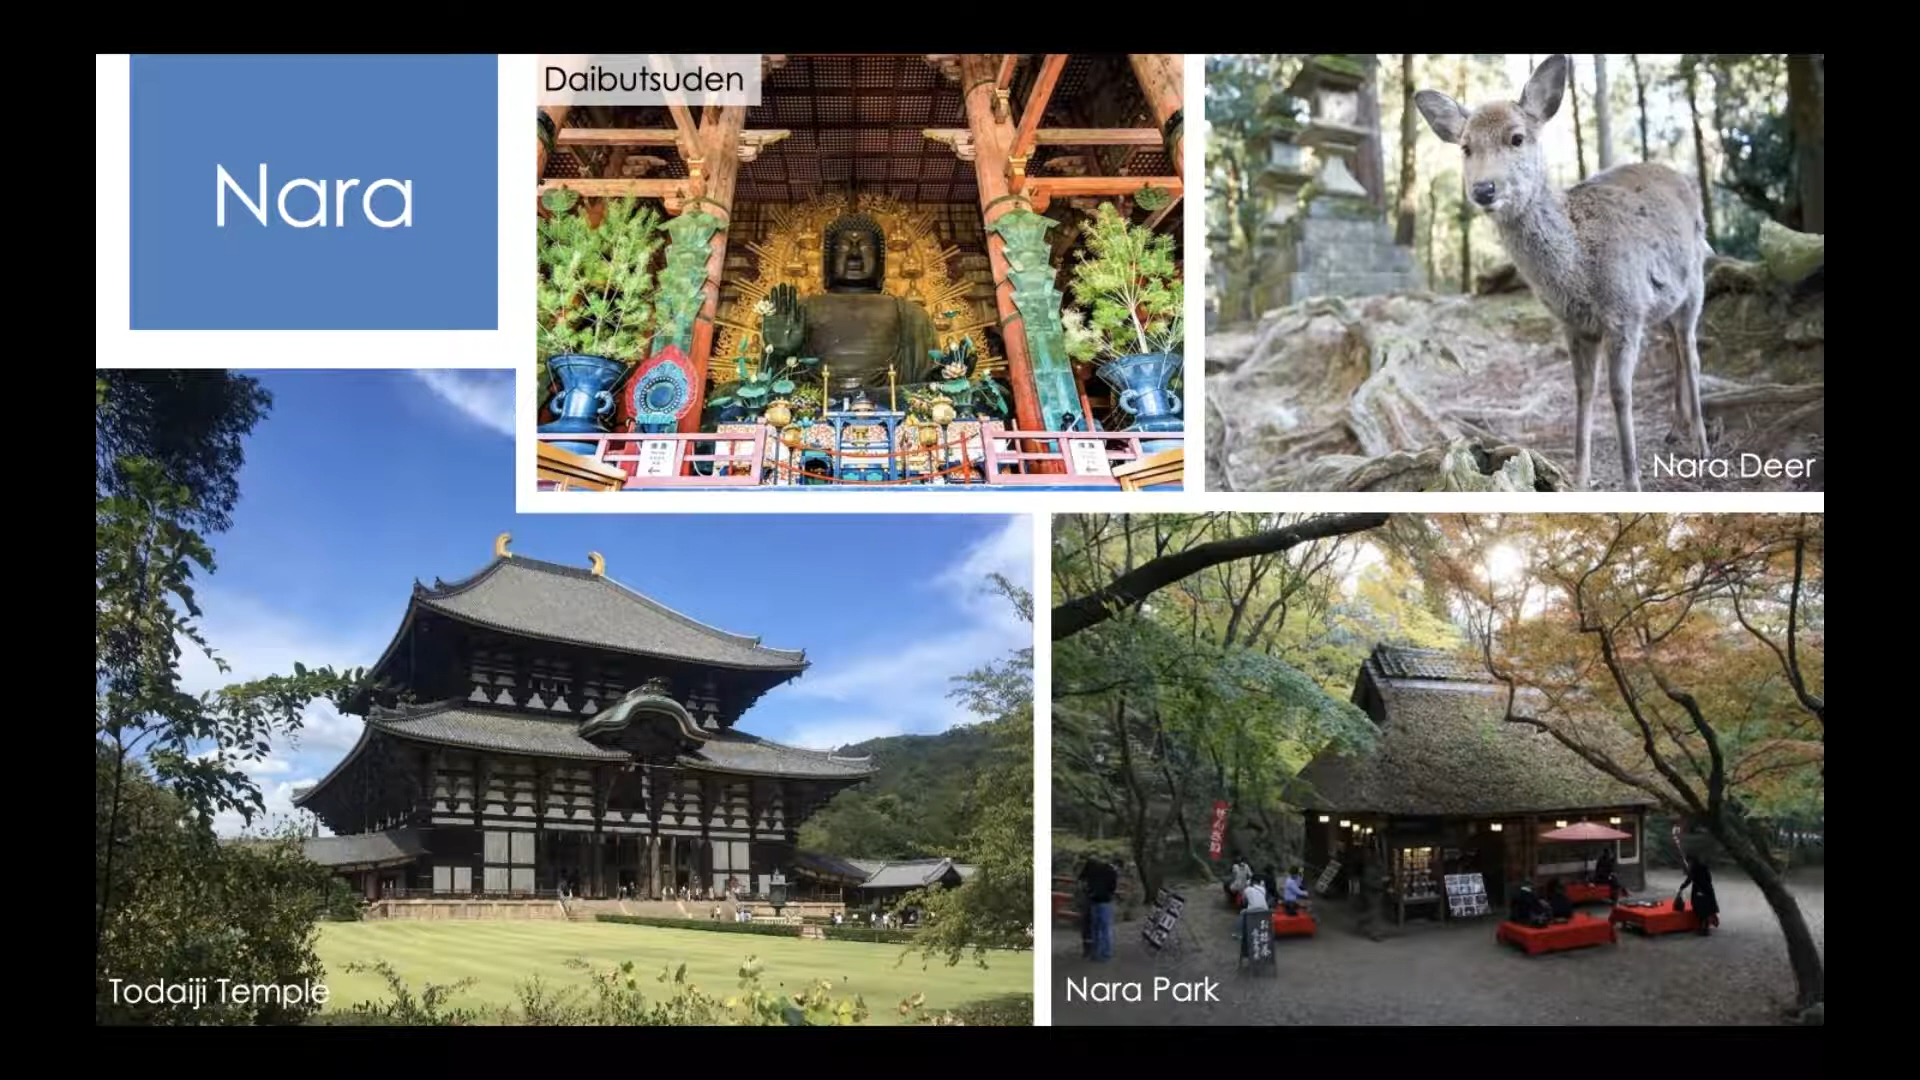 Nara
Daibutsuden
Nara Deer
Todaiji Temple
Nara Park